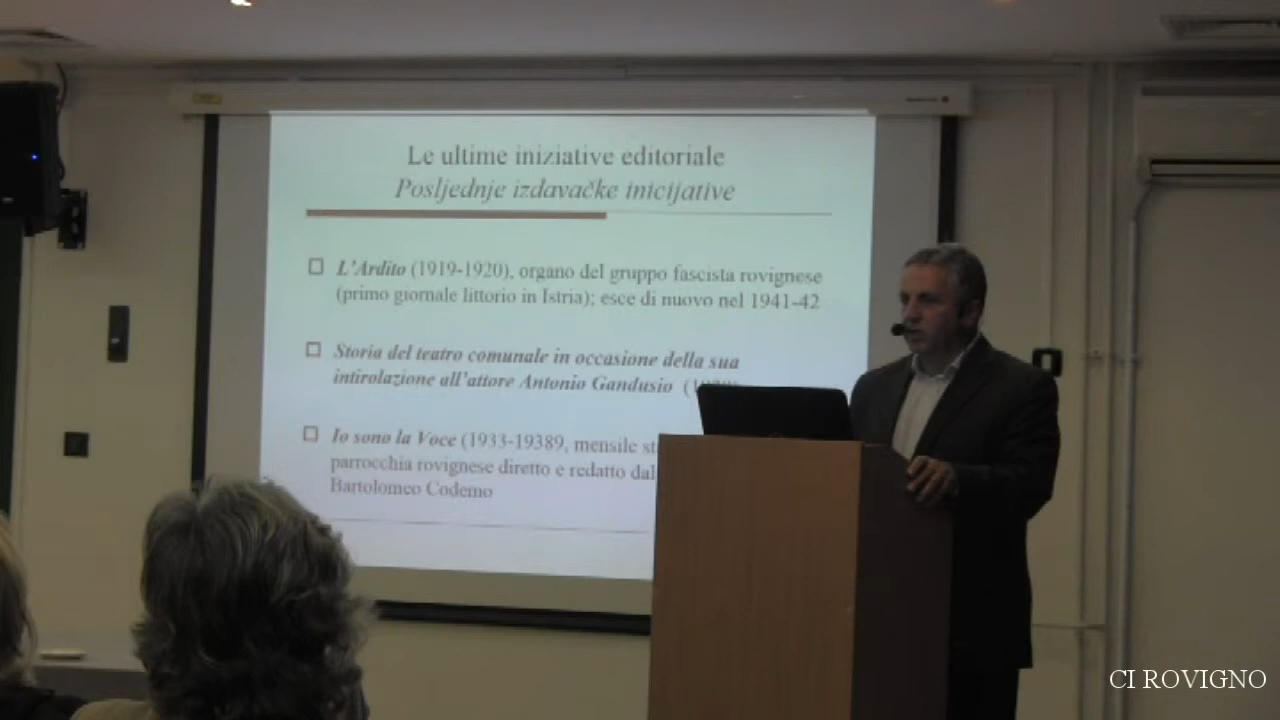 Le ultime iniziative editoriale
Posljednje izdavačke inicijative
L'Ardito (1919-1920), organo del gruppo fascista rovignese
(primo giornale littorio in Istria); esce di nuovo nel 1941-42
Storia del teatro comunale in occasione della sua
intirolazione all'attore Antonio Gandusio (
Io sono la Voce (1933-19389, mensile
parrocchia rovignese diretto e redatto dal
Bartolomeo Codemo
CI ROVIGNO